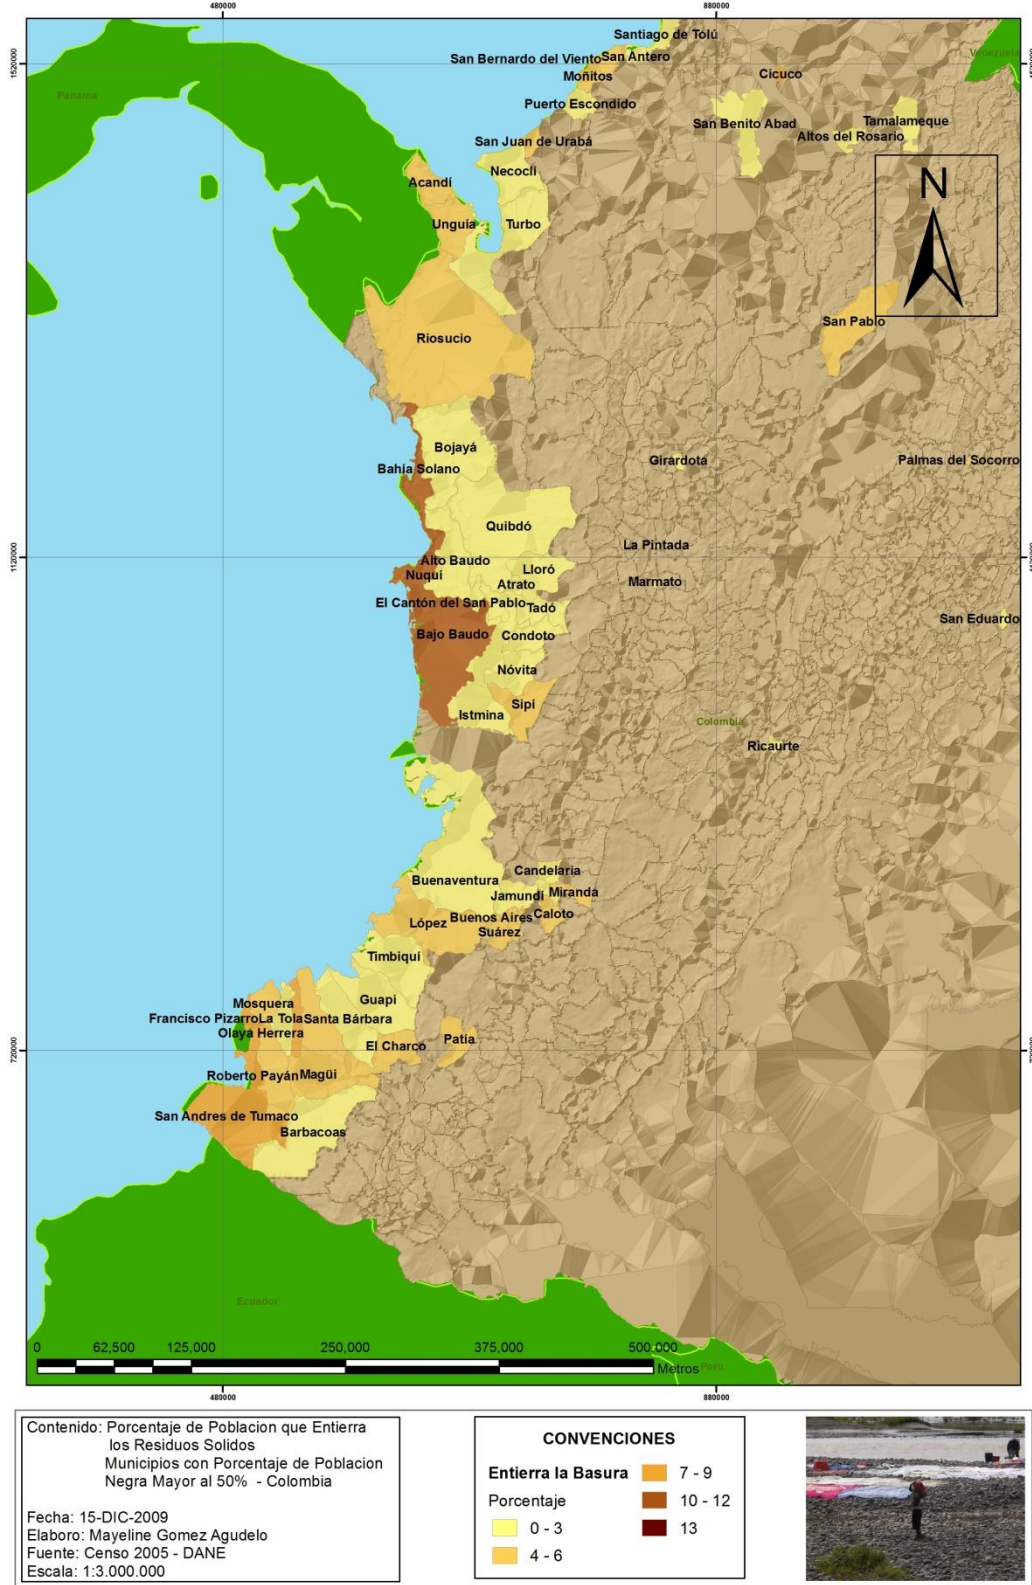 480000
880000
Santiago de Tolú
San Bernardo del Viento
San Antero
Venezuela
1520000
Moñitos
Cicuco
Panama
Puerto Escondido
San Benito Abad
Tamalameque
Altos del Rosario
San Juan de Urabá
Necoclí
N
Acandí
Unguía
Turbo
San Pablo
Riosucio
Bojayá
Girardota
Palmas del Socorro
Bahía Solano
Quibdó
La Pintada
1120000
Alto Baudo
Lloró
Nuquí
Atrato
Marmato
El Cantón del San Pablo
Tadó
San Eduardo
Bajo Baudo
Condoto
Nóvita
Sipí
Istmina
Colombia
Ricaurte
Candelaria
Buenaventura
Miranda
Jamundí
López
Buenos Aires
Caloto
Suárez
Timbiquí
Guapi
Mosquera
Francisco Pizarro
La Tola
Santa Bárbara
Olaya Herrera
El Charco
Patía
720000
Roberto Payán
Magüi
San Andres de Tumaco
Barbacoas
Ecuador
0 62,500 125,000 250,000 375,000 500,000
Metros
Peru
480000
880000
Contenido: Porcentaje de Poblacion que Entierra
los Residuos Solidos
Municipios con Porcentaje de Poblacion
Negra Mayor al 50% - Colombia
Fecha: 15-DIC-2009
Elaboro: Mayeline Gomez Agudelo
Fuente: Censo 2005 - DANE
Escala: 1:3.000.000
CONVENCIONES
Entierra la Basura
Porcentaje
0 - 3
4 - 6
7 - 9
10 - 12
13